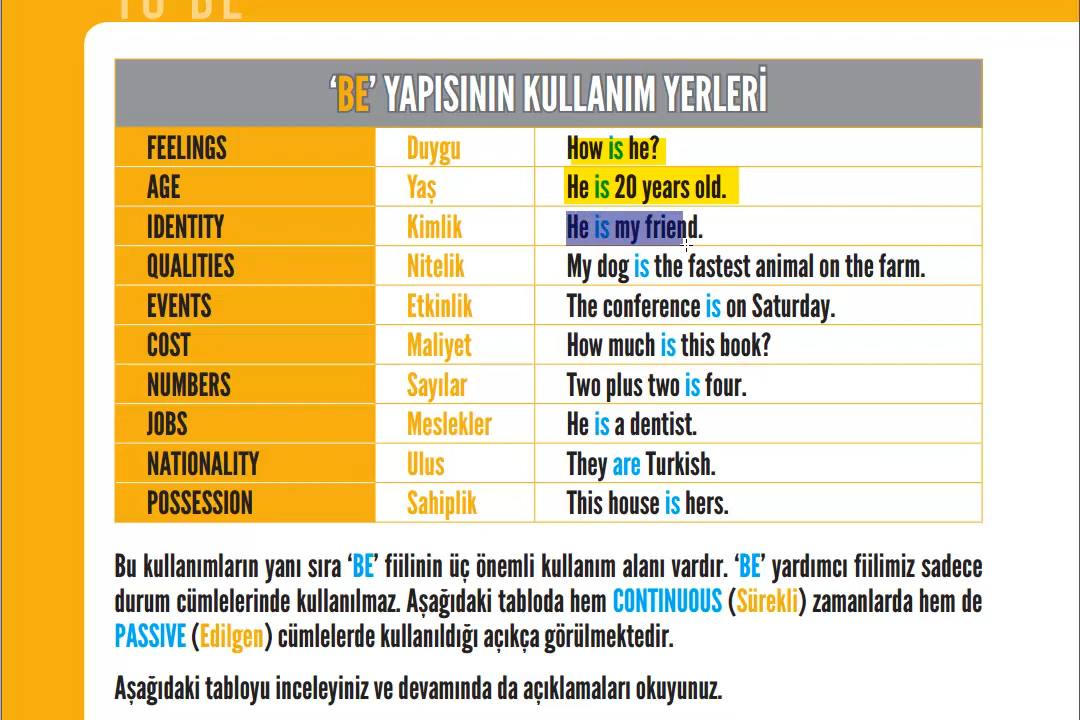 TO BE
‘BE’ YAPISININ KULLANIM YERLERİ
FEELINGS Duygu How is he?
AGE Yaş He is 20 years old.
IDENTITY Kimlik He is my friend.
QUALITIES Nitelik My dog is the fastest animal on the farm.
EVENTS Etkinlik The conference is on Saturday.
COST Maliyet How much is this book?
NUMBERS Sayılar Two plus two is four.
JOBS Meslekler He is a dentist.
NATIONALITY Ulus They are Turkish.
POSSESSION Sahiplik This house is hers.
Bu kullanımların yanı sıra ‘BE’ fiilinin üç önemli kullanım alanı vardır. ‘BE’ yardımcı fiilimiz sadece
durum cümlelerinde kullanılmaz. Aşağıdaki tabloda hem CONTINUOUS (Sürekli) zamanlarda hem de
PASSIVE (Edilgen) cümlelerde kullanıldığı açıkça görülmektedir.
Aşağıdaki tabloyu inceleyiniz ve devamında da açıklamaları okuyunuz.